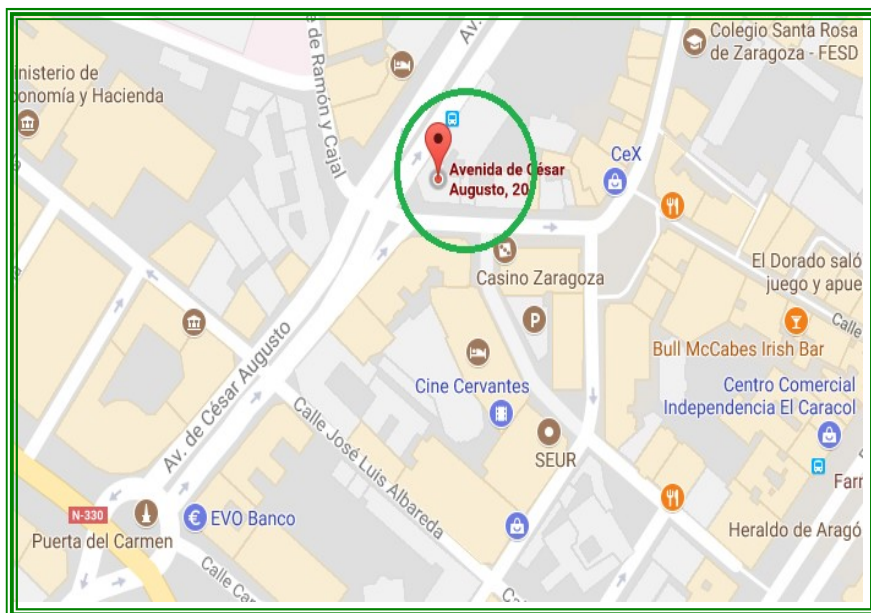 Colegio Santa Rosa
de Zaragoza - FESD
Av.
inisterio de
onomía y Hacienda
e de Ramón y Cajal
Avenida de César
Augusto, 20
CeX
El Dorado saló
juego y apue
Casino Zaragoza
P
Calle
Bull McCabes Irish Bar
Av. de César Augusto
Cine Cervantes
Centro Comercial
Independencia El Caracol
Calle José Luis Albareda
SEUR
Farr
N-330
EVO Banco
Puerta del Carmen
Heraldo de Aragó
Calle Car
Ca